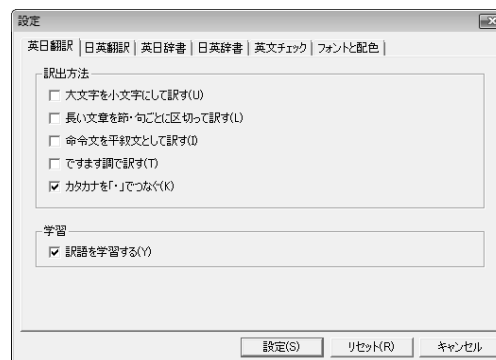 設定
英日翻訳 日英翻訳 英日辞書 日英辞書 英文チェック フォントと配色
訳出方法
大文字を小文字にして訳す(U)
長い文章を節・句ごとに区切って訳す(L)
命令文を平叙文として訳す(I)
ですます調で訳す(T)
カタカナを「・」でつなぐ(K)
学習
訳語を学習する(Y)
設定(S) リセット(R) キャンセル